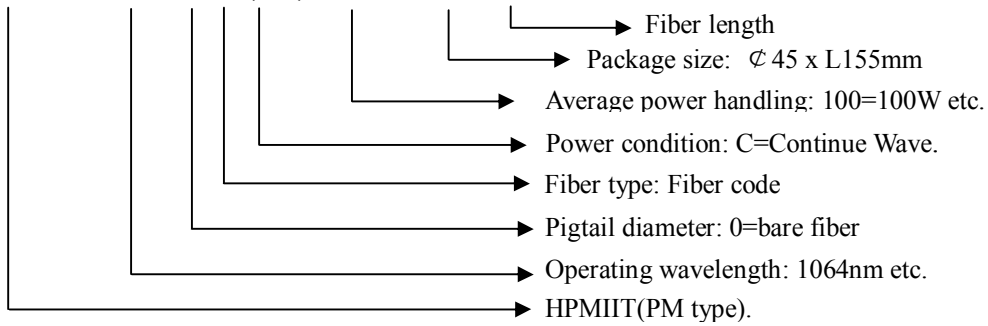 Fiber length
Package size: ₵ 45 x L155mm
Average power handling: 100=100W etc.
Power condition: C=Continue Wave.
Fiber type: Fiber code
Pigtail diameter: 0=bare fiber
Operating wavelength: 1064nm etc.
HPMIIT(PM type).